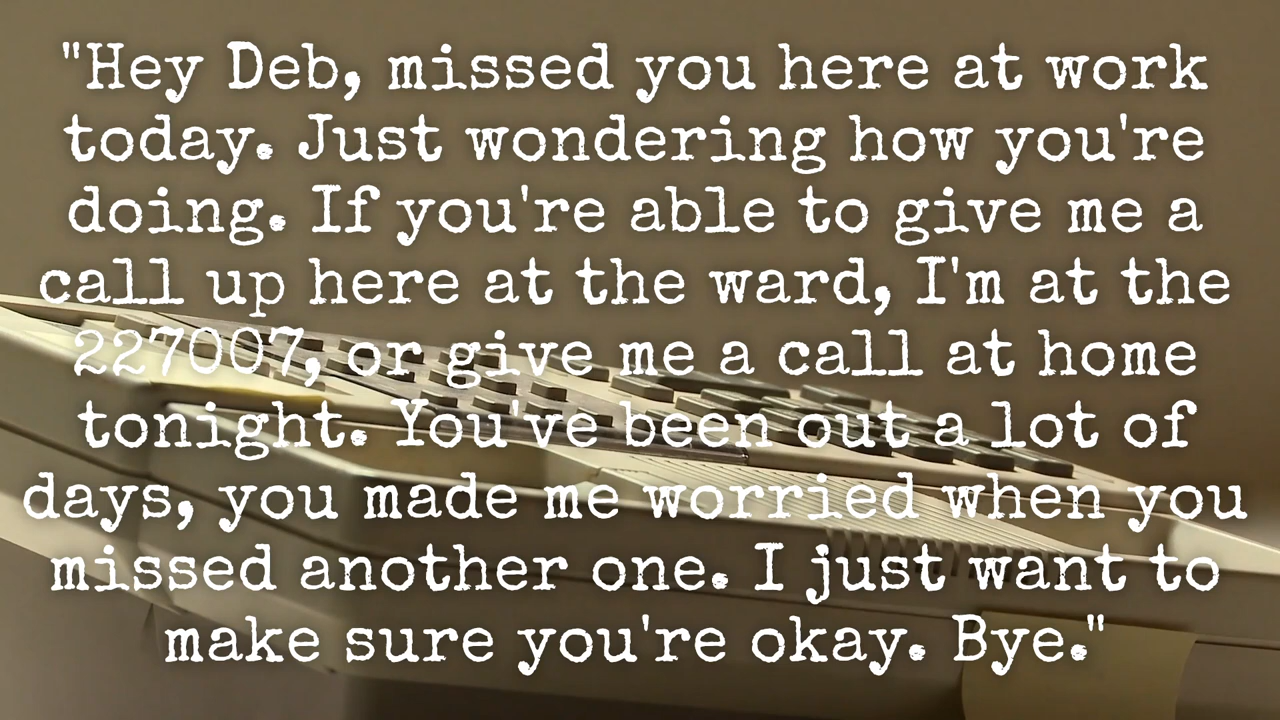 "Hey Deb, missed you here at work
today. Just wondering how you're
doing. If you're able to give me a
call up here at the ward, I'm at the
227007, or give me a call at home
tonight. You've been out a lot of
days, you made me worried when you
missed another one. I just want to
make sure you're okay. Bye."